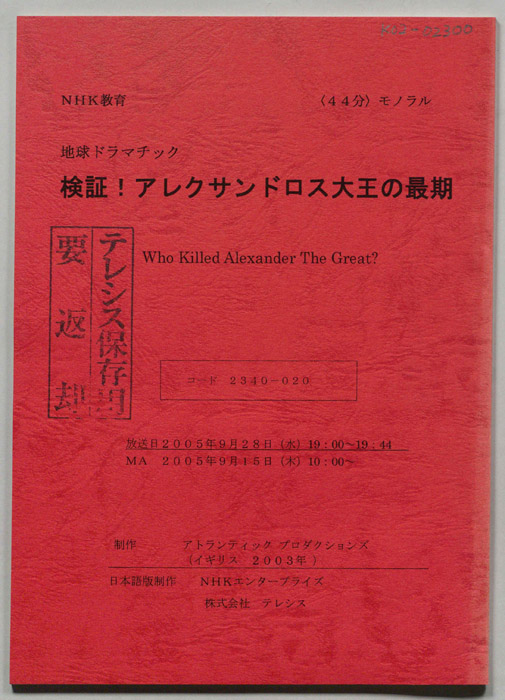 NHK教育　〈44分〉モノラル
地球ドラマチック
検証！アレクサンドロス大王の最期
Who Killed Alexander The Great?
テレシス保存用
要返却
コード　2340-020
放送日2005年9月28日（水）19：00～19：44
MA　2005年9月15日（木）10：00～
制作　アトランティック プロダクションズ
（イギリス　2003年）
日本語版制作　NHKエンタープライズ
株式会社　テレシス